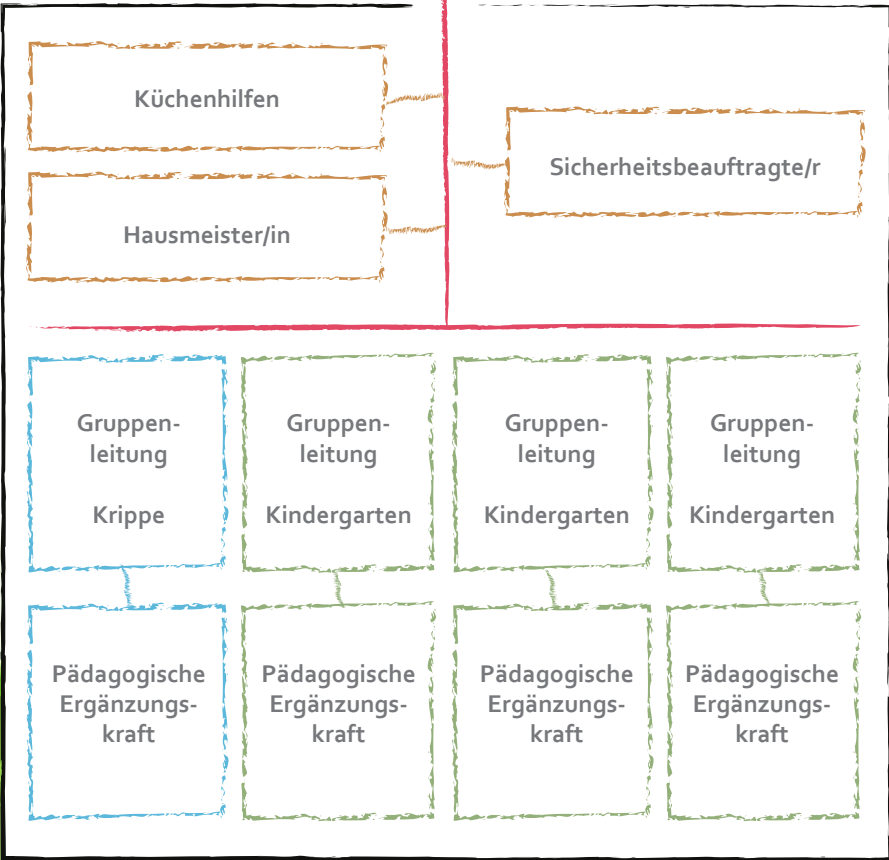 Küchenhilfen
Sicherheitsbeauftragte/r
Hausmeister/in
Gruppen-
leitung
Krippe
Gruppen-
leitung
Kindergarten
Gruppen-
leitung
Kindergarten
Gruppen-
leitung
Kindergarten
Pädagogische
Ergänzungs-
kraft
Pädagogische
Ergänzungs-
kraft
Pädagogische
Ergänzungs-
kraft
Pädagogische
Ergänzungs-
kraft